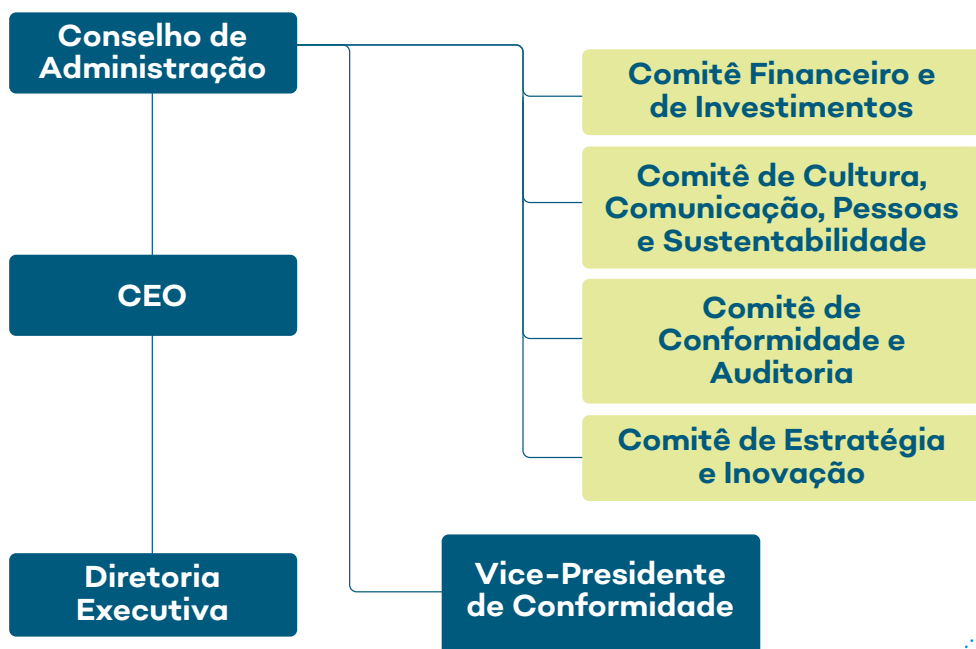 Conselho de
Administração
Comitê Financeiro e
de Investimentos
Comitê de Cultura,
Comunicação, Pessoas
e Sustentabilidade
CEO
Comitê de
Conformidade e
Auditoria
Comitê de Estratégia
e Inovação
Diretoria
Executiva
Vice-Presidente
de Conformidade